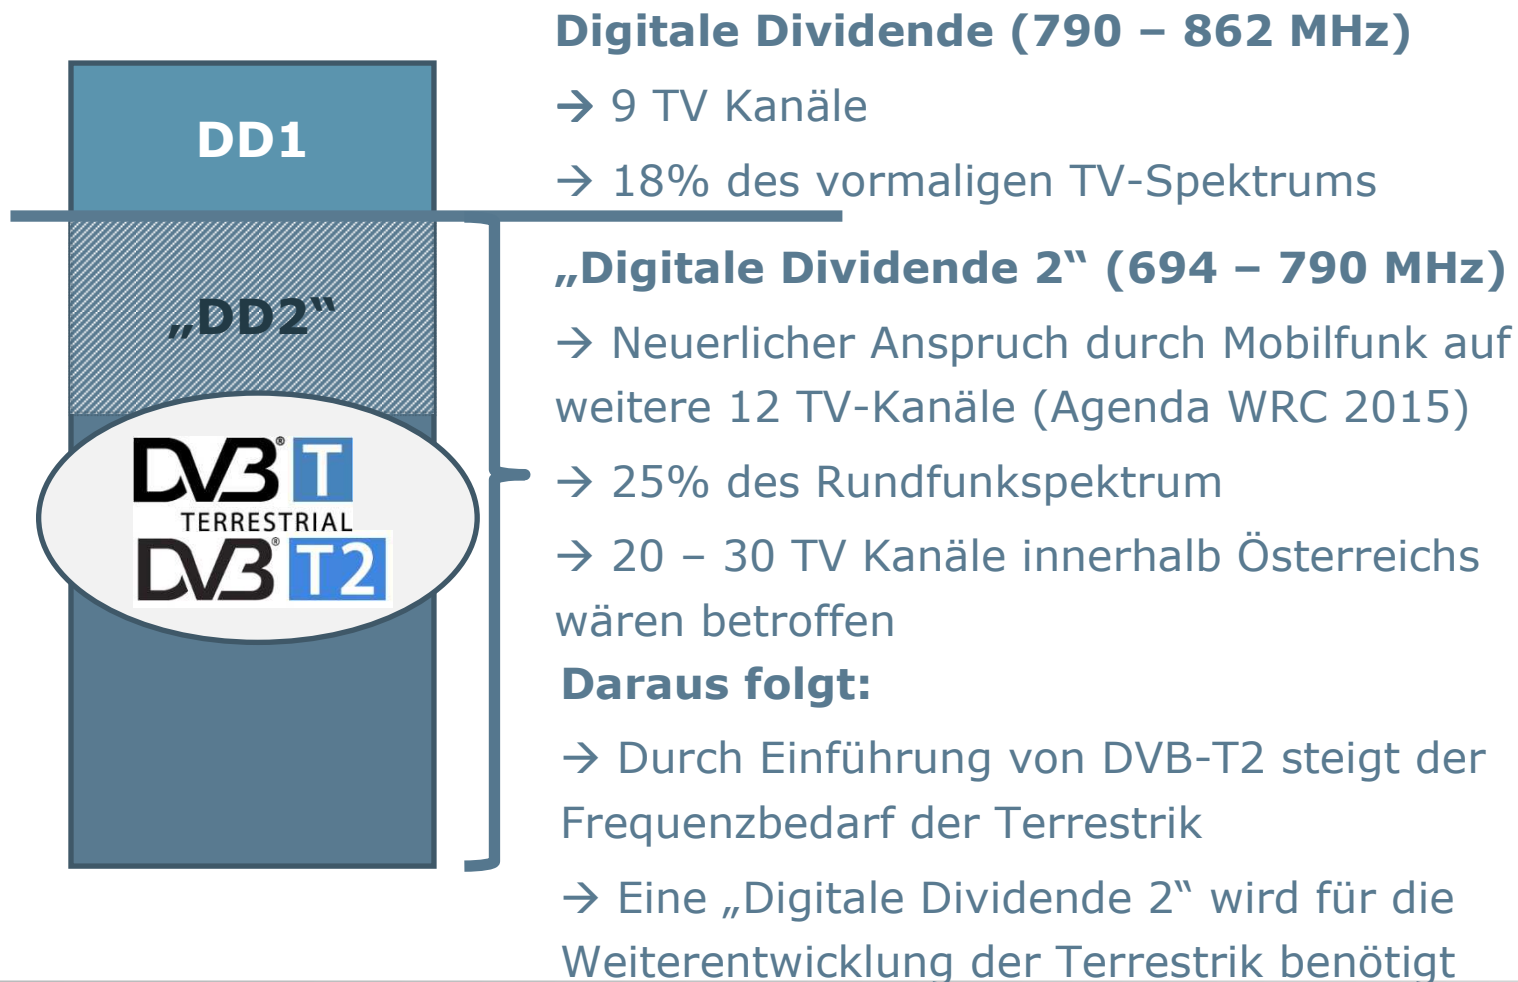 Digitale Dividende (790 – 862 MHz)
→ 9 TV Kanäle
→ 18% des vormaligen TV-Spektrums
DD1
„Digitale Dividende 2“ (694 – 790 MHz)
„DD2“
→ Neuerlicher Anspruch durch Mobilfunk auf
weitere 12 TV-Kanäle (Agenda WRC 2015)
→ 25% des Rundfunkspektrum
→ 20 – 30 TV Kanäle innerhalb Österreichs
wären betroffen
DVB® T
TERRESTRIAL
DVB® T2
Daraus folgt:
→ Durch Einführung von DVB-T2 steigt der
Frequenzbedarf der Terrestrik
→ Eine „Digitale Dividende 2“ wird für die
Weiterentwicklung der Terrestrik benötigt